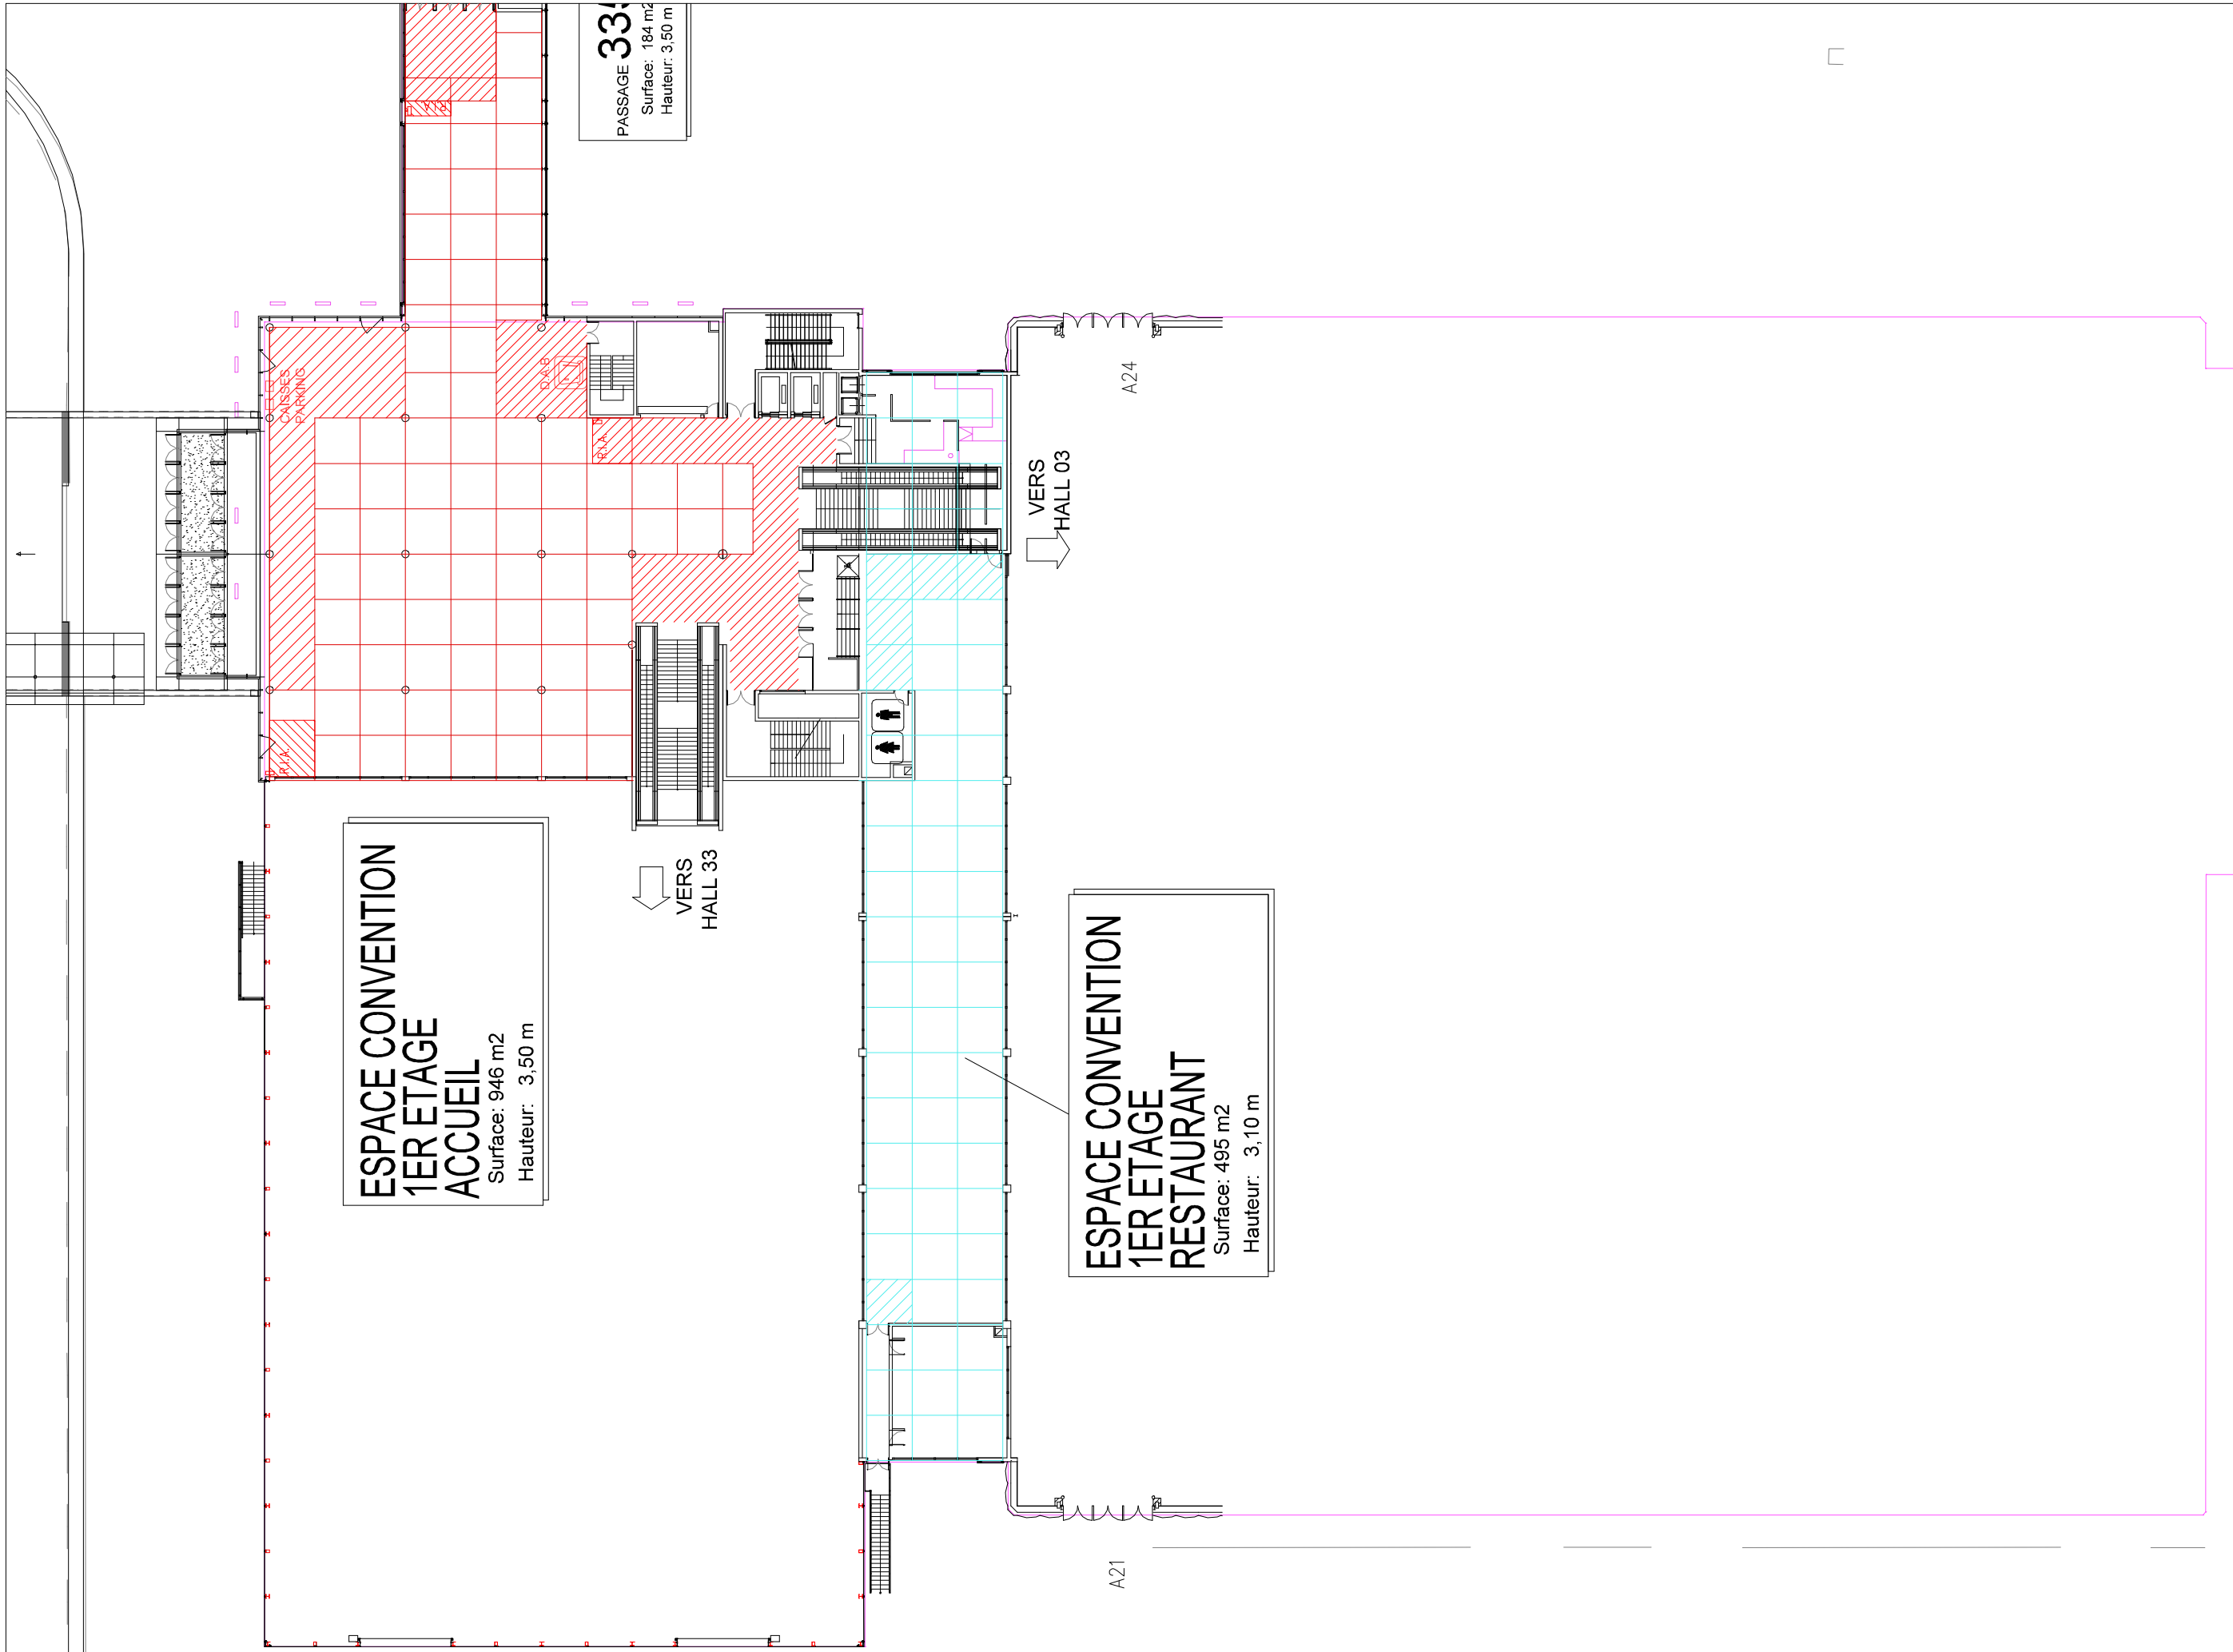 PASSAGE 335
Surface: 184 m2
Hauteur: 3,50 m
R.I.A.
CAISSES
PARKING
D.A.B
R.I.A.
R.I.A.
A24
VERS
HALL 03
VERS
HALL 33
ESPACE CONVENTION
1ER ETAGE
ACCUEIL
Surface: 946 m2
Hauteur: 3,50 m
ESPACE CONVENTION
1ER ETAGE
RESTAURANT
Surface: 495 m2
Hauteur: 3,10 m
A21